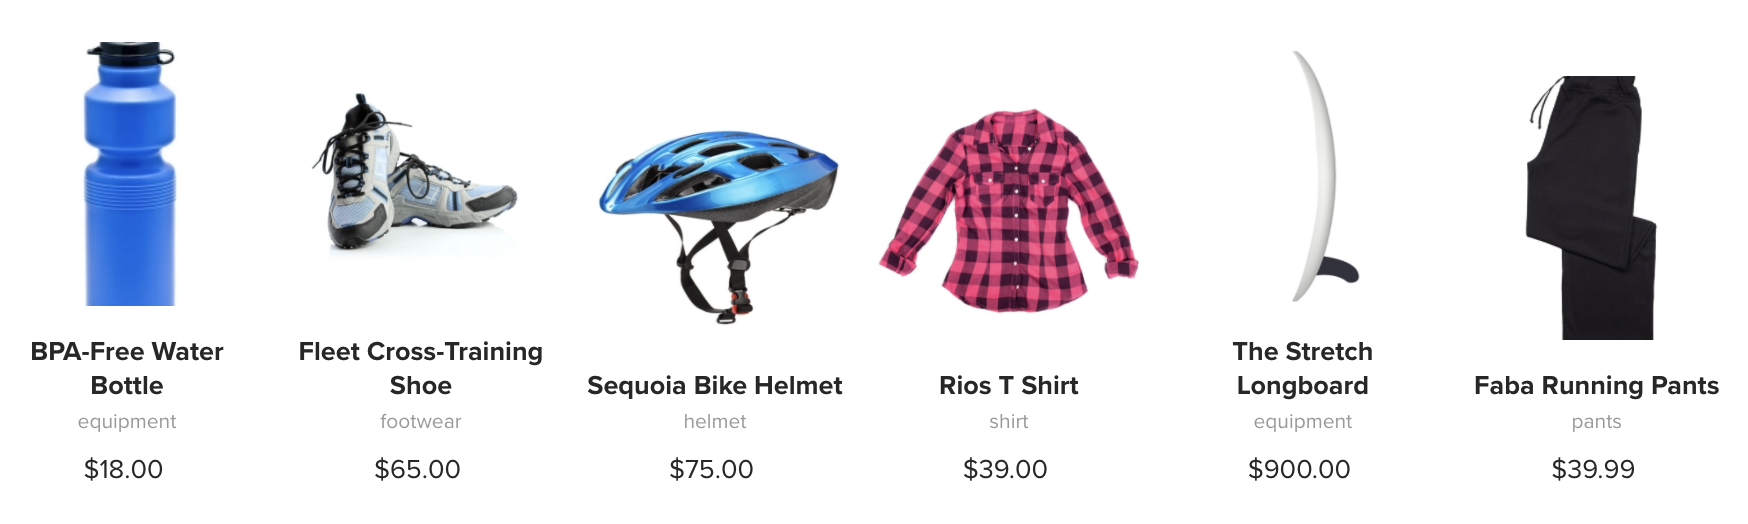 BPA-Free Water
Bottle
equipment
$18.00
Fleet Cross-Training
Shoe
footwear
$65.00
Sequoia Bike Helmet
helmet
$75.00
Rios T Shirt
shirt
$39.00
The Stretch
Longboard
equipment
$900.00
Faba Running Pants
pants
$39.99